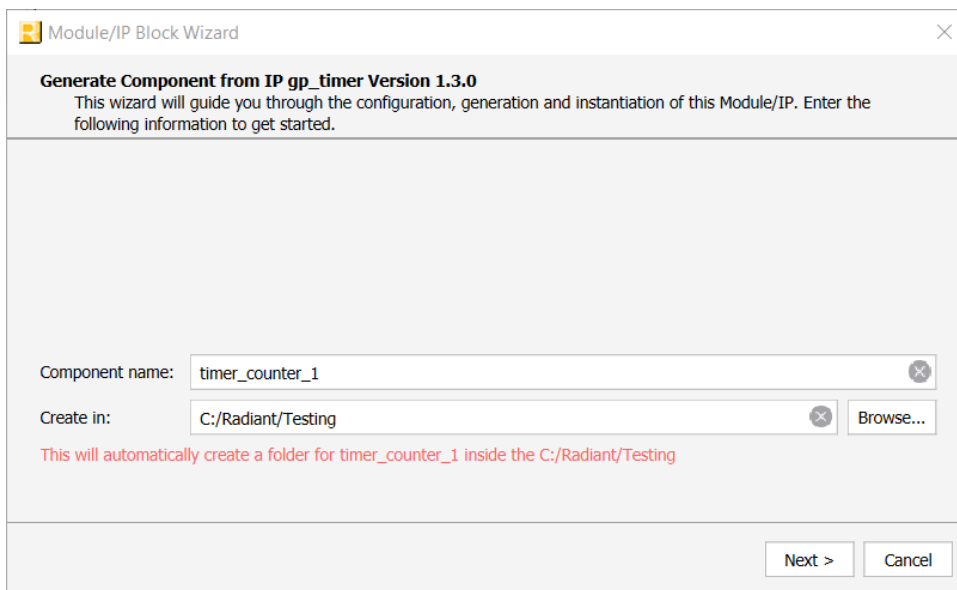 Module/IP Block Wizard
Generate Component from IP gp_timer Version 1.3.0
This wizard will guide you through the configuration, generation and instantiation of this Module/IP. Enter the
following information to get started.
Component name: timer_counter_1
Create in: C:/Radiant/Testing Browse...
This will automatically create a folder for timer_counter_1 inside the C:/Radiant/Testing
Next > Cancel